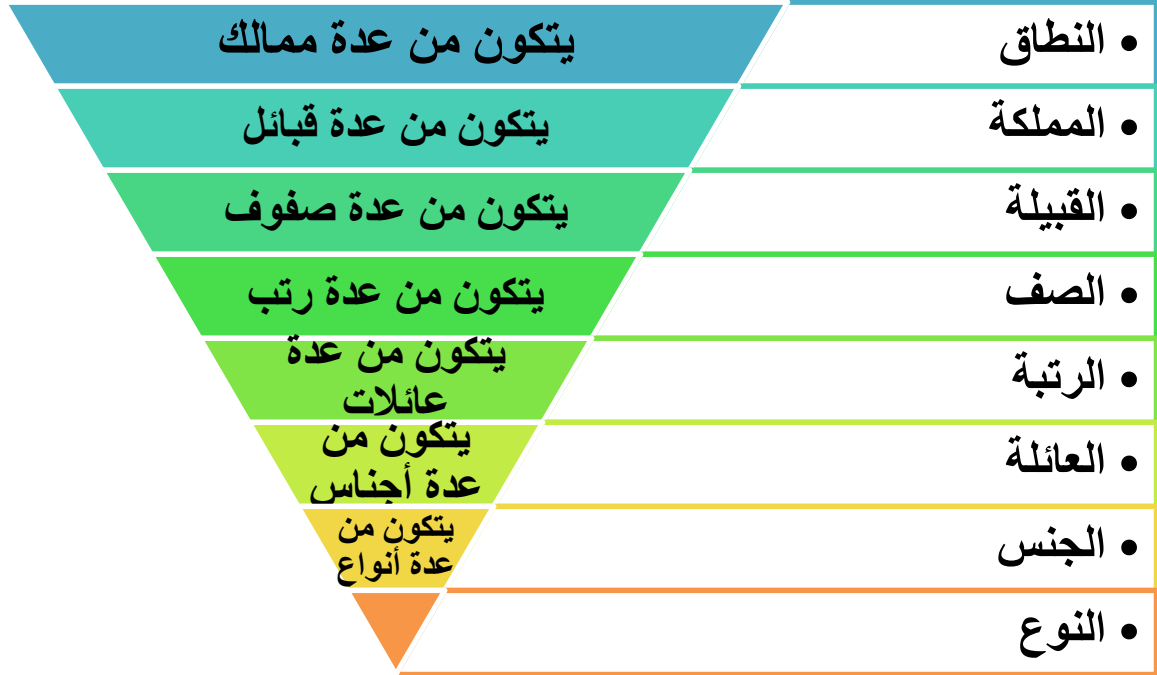 • النطاق
يتكون من عدة ممالك
• المملكة
يتكون من عدة قبائل
• القبيلة
يتكون من عدة صفوف
• الصف
يتكون من عدة رتب
• الرتبة
يتكون من عدة
عائلات
• العائلة
يتكون من
عدة أجناس
• الجنس
يتكون من
عدة أنواع
• النوع